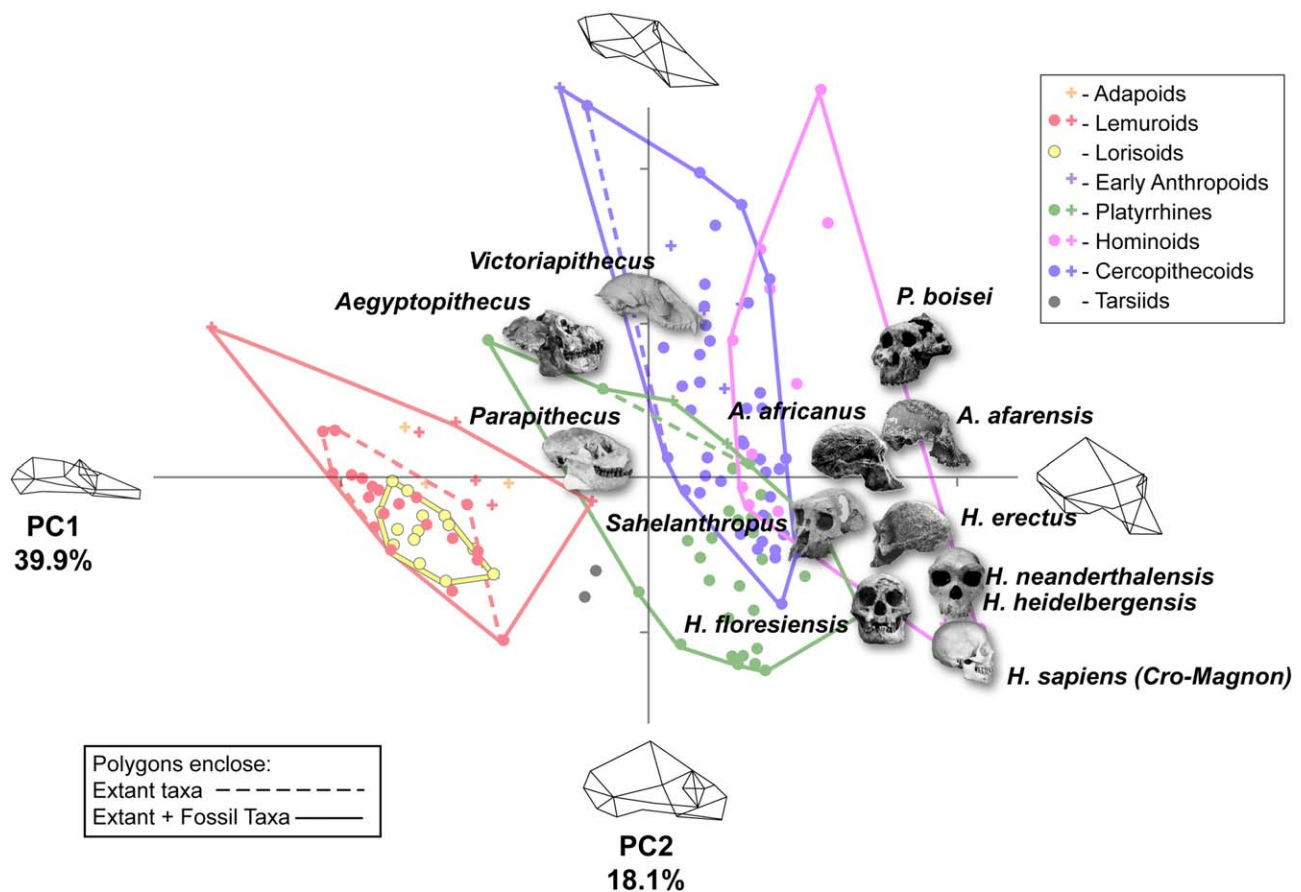 + - Adapoids
+ - Lemuroids
- Lorisoids
+ - Early Anthropoids
+ - Platyrrhines
+ - Hominoids
+ - Cercopithecoids
- Tarsiids
Victoriapithecus
Aegyptopithecus
P. boisei
Parapithecus
A. africanus
A. afarensis
PC1
39.9%
Sahelanthropus
H. erectus
H. neanderthalensis
H. heidelbergensis
H. floresiensis
H. sapiens (Cro-Magnon)
Polygons enclose:
Extant taxa
Extant + Fossil Taxa
PC2
18.1%